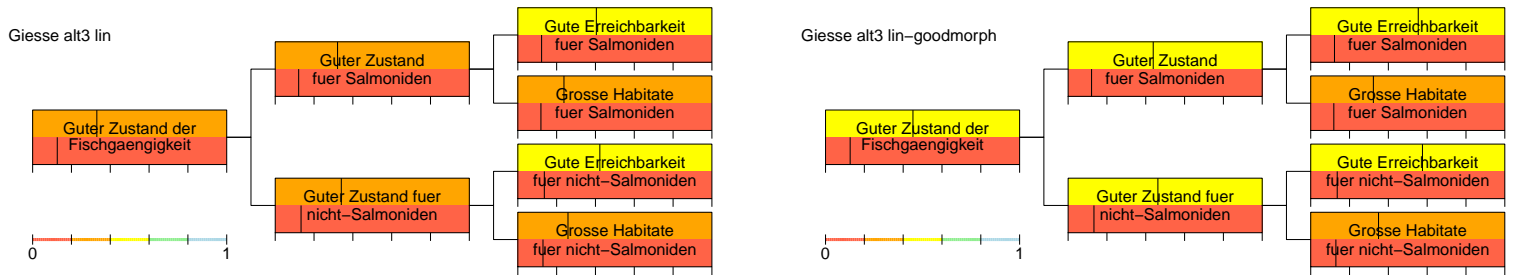 Giesse alt3 lin
Guter Zustand der
Fischgaengigkeit
0
1
Guter Zustand
fuer Salmoniden
Guter Zustand fuer
nicht−Salmoniden
Gute Erreichbarkeit
fuer Salmoniden
Grosse Habitate
fuer Salmoniden
Gute Erreichbarkeit
fuer nicht−Salmoniden
Grosse Habitate
fuer nicht−Salmoniden
Giesse alt3 lin−goodmorph
Guter Zustand der
Fischgaengigkeit
0
1
Guter Zustand
fuer Salmoniden
Guter Zustand fuer
nicht−Salmoniden
Gute Erreichbarkeit
fuer Salmoniden
Grosse Habitate
fuer Salmoniden
Gute Erreichbarkeit
fuer nicht−Salmoniden
Grosse Habitate
fuer nicht−Salmoniden